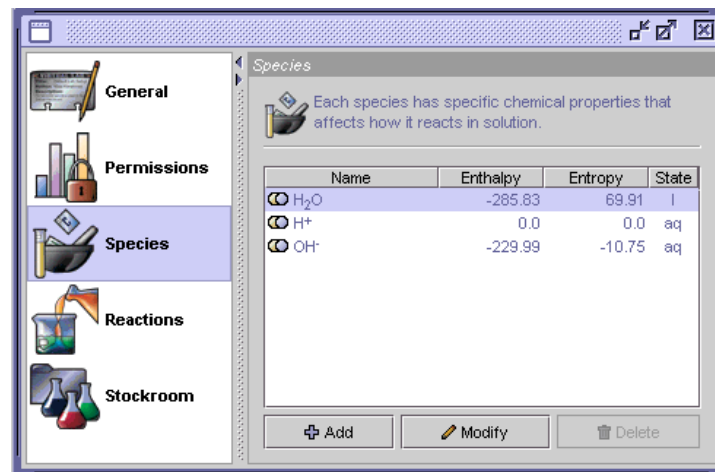 General
Permissions
Species
Reactions
Stockroom
Species
Each species has specific chemical properties that
affects how it reacts in solution.
Name Enthalpy Entropy State
H₂O -285.83 69.91 l
H⁺ 0.0 0.0 aq
OH⁻ -229.99 -10.75 aq
Add Modify Delete